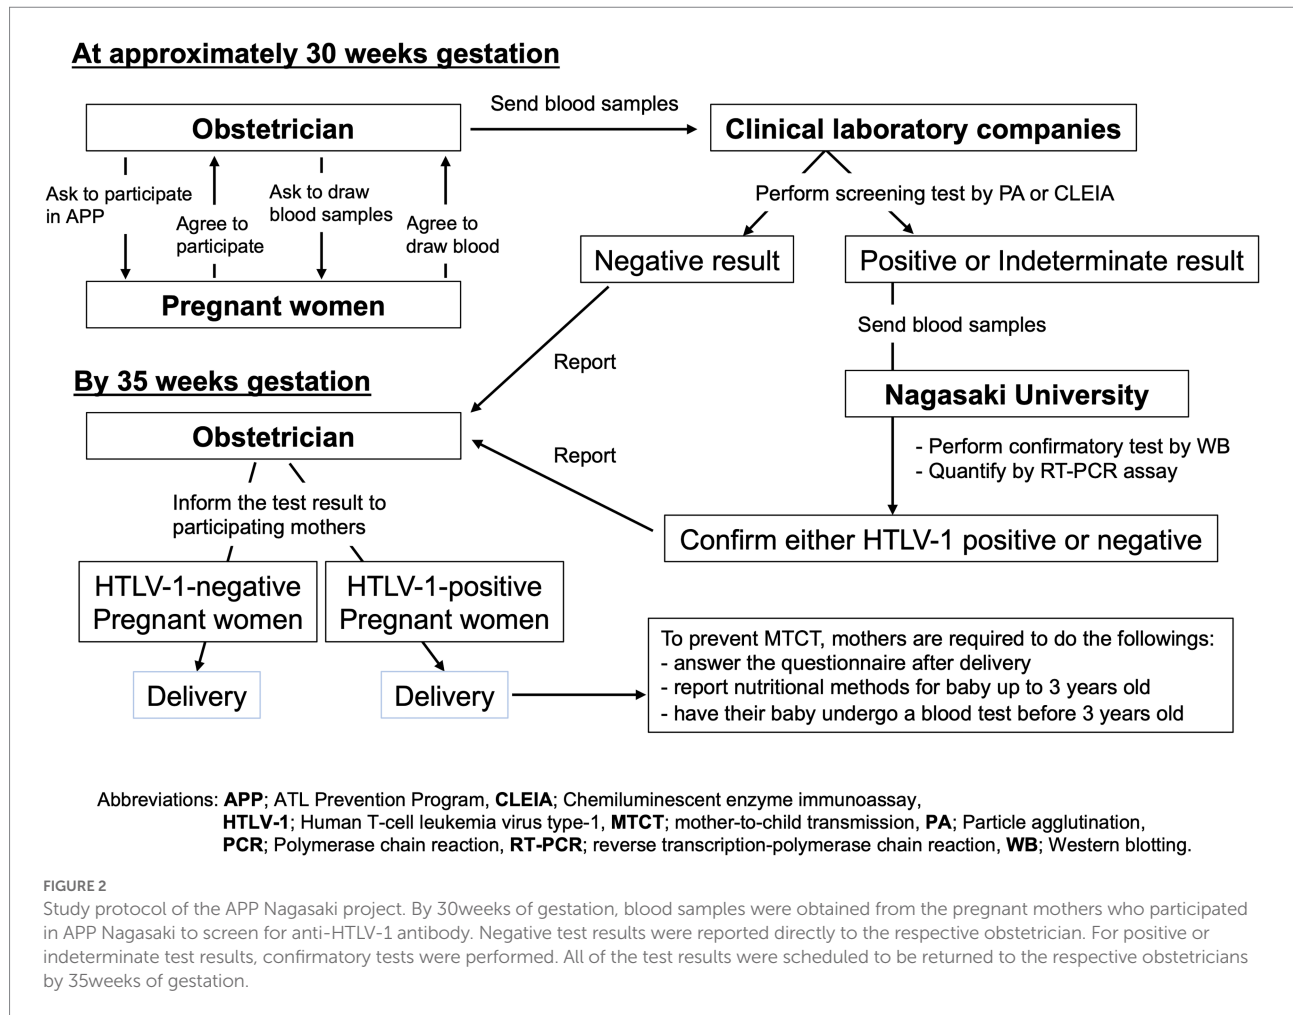 At approximately 30 weeks gestation
Obstetrician
Send blood samples
Clinical laboratory companies
Ask to participate
in APP
Agree to
participate
Ask to draw
blood samples
Agree to
draw blood
Pregnant women
Perform screening test by PA or CLEIA
Negative result
Positive or Indeterminate result
Send blood samples
Nagasaki University
- Perform confirmatory test by WB
- Quantify by RT-PCR assay
Confirm either HTLV-1 positive or negative
Report
Report
By 35 weeks gestation
Obstetrician
Inform the test result to
participating mothers
HTLV-1-negative
Pregnant women
HTLV-1-positive
Pregnant women
Delivery
Delivery
To prevent MTCT, mothers are required to do the followings:
- answer the questionnaire after delivery
- report nutritional methods for baby up to 3 years old
- have their baby undergo a blood test before 3 years old
Abbreviations: APP; ATL Prevention Program, CLEIA; Chemiluminescent enzyme immunoassay,
HTLV-1; Human T-cell leukemia virus type-1, MTCT; mother-to-child transmission, PA; Particle agglutination,
PCR; Polymerase chain reaction, RT-PCR; reverse transcription-polymerase chain reaction, WB; Western blotting.
FIGURE 2
Study protocol of the APP Nagasaki project. By 30weeks of gestation, blood samples were obtained from the pregnant mothers who participated
in APP Nagasaki to screen for anti-HTLV-1 antibody. Negative test results were reported directly to the respective obstetrician. For positive or
indeterminate test results, confirmatory tests were performed. All of the test results were scheduled to be returned to the respective obstetricians
by 35weeks of gestation.